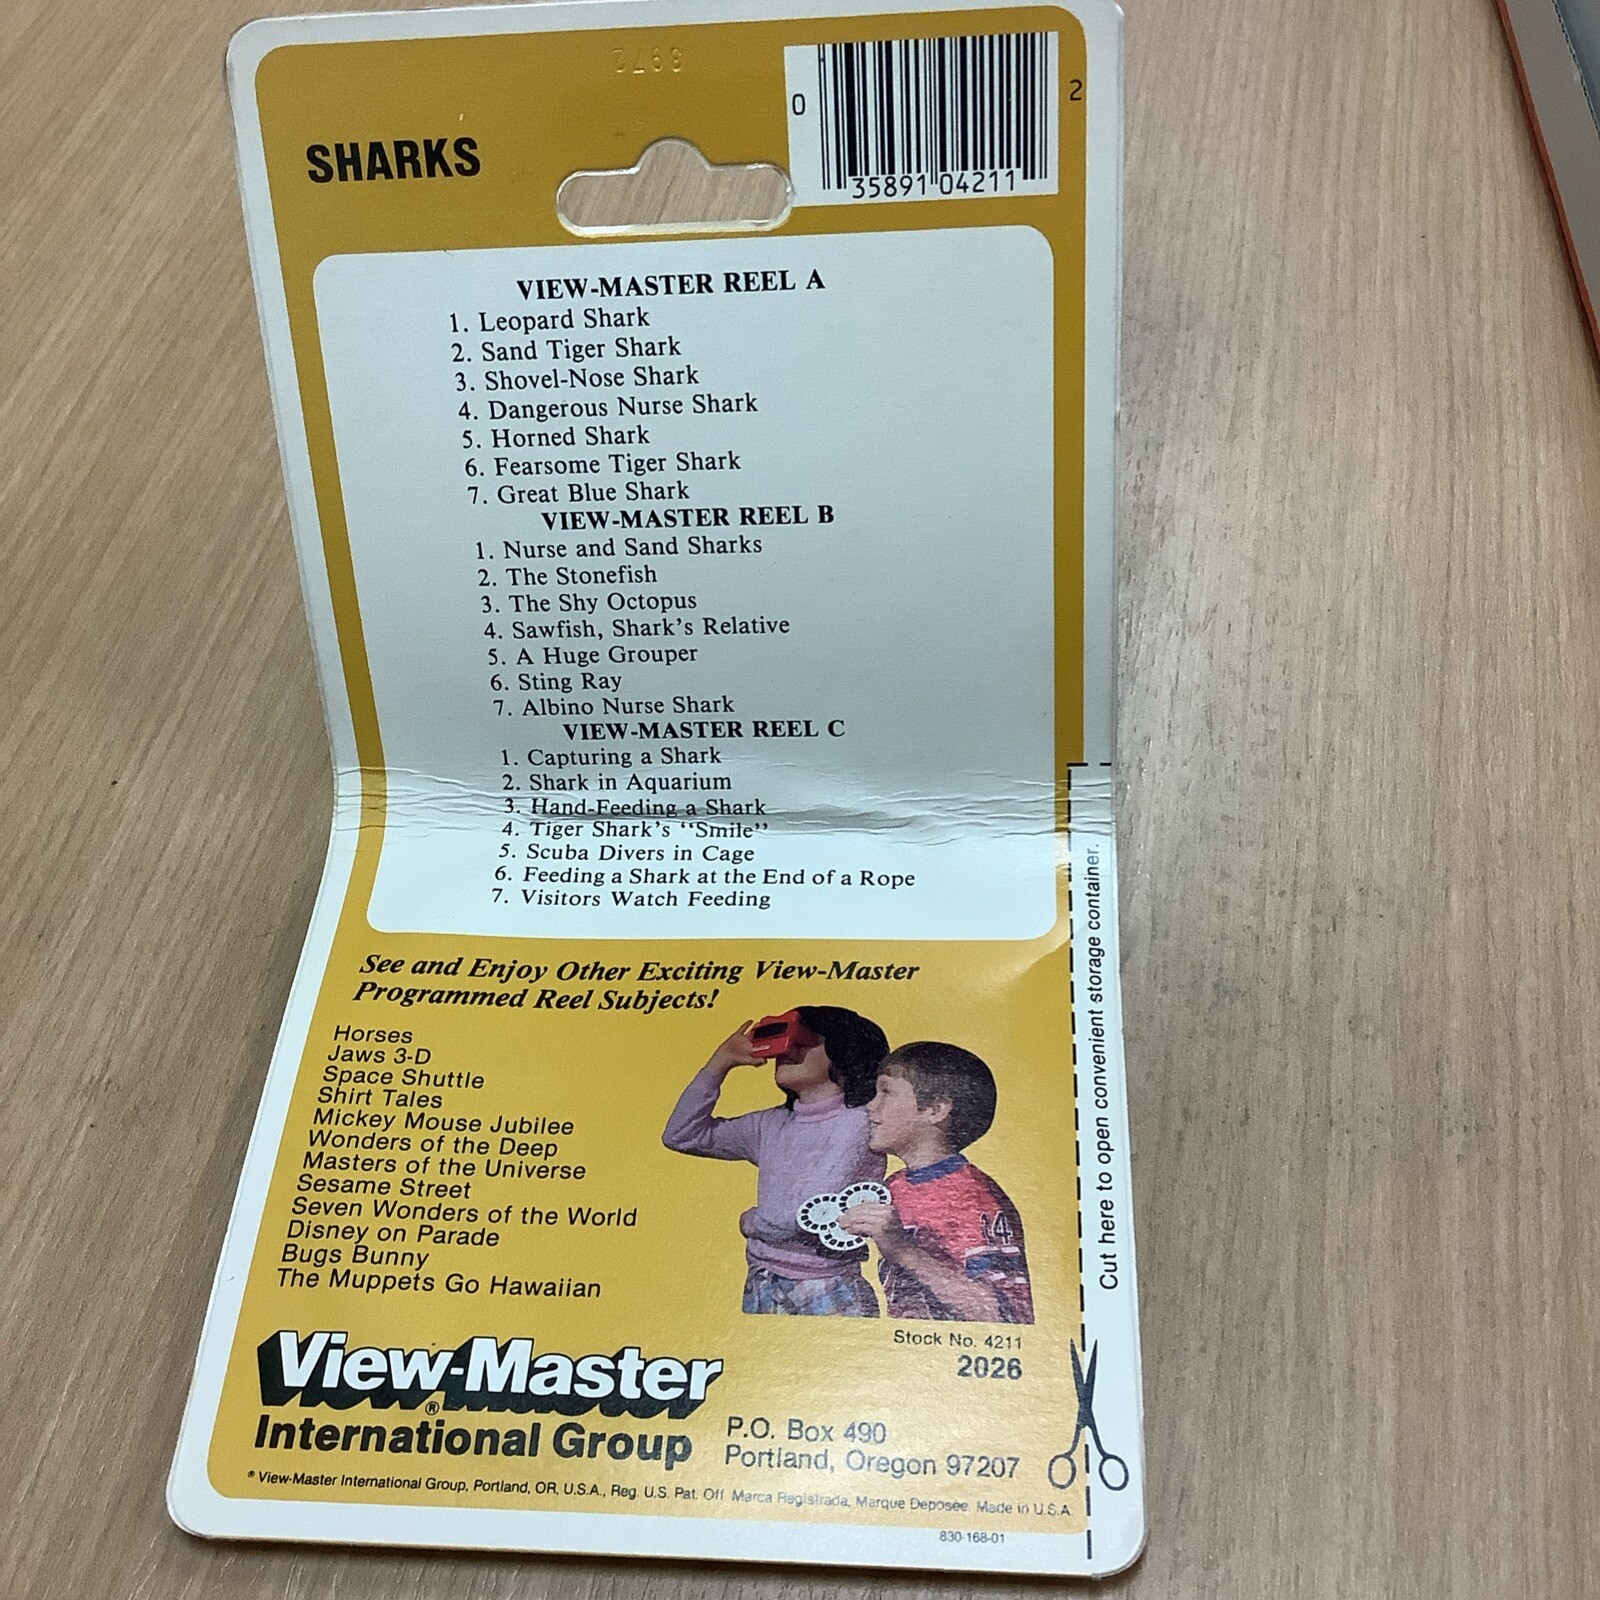 3972
SHARKS
0 35891 04211 2
VIEW-MASTER REEL A
1. Leopard Shark
2. Sand Tiger Shark
3. Shovel-Nose Shark
4. Dangerous Nurse Shark
5. Horned Shark
6. Fearsome Tiger Shark
7. Great Blue Shark
VIEW-MASTER REEL B
1. Nurse and Sand Sharks
2. The Stonefish
3. The Shy Octopus
4. Sawfish, Shark's Relative
5. A Huge Grouper
6. Sting Ray
7. Albino Nurse Shark
VIEW-MASTER REEL C
1. Capturing a Shark
2. Shark in Aquarium
3. Hand-Feeding a Shark
4. Tiger Shark's "Smile"
5. Scuba Divers in Cage
6. Feeding a Shark at the End of a Rope
7. Visitors Watch Feeding
See and Enjoy Other Exciting View-Master
Programmed Reel Subjects!
Horses
Jaws 3-D
Space Shuttle
Shirt Tales
Mickey Mouse Jubilee
Wonders of the Deep
Masters of the Universe
Sesame Street
Seven Wonders of the World
Disney on Parade
Bugs Bunny
The Muppets Go Hawaiian
14
Cut here to open convenient storage container.
Stock No. 4211
2026
View-Master
®
International Group
P.O. Box 490
Portland, Oregon 97207
® View-Master International Group, Portland, OR, U.S.A., Reg. U.S. Pat. Off. Marca Registrada, Marque Deposée. Made in U.S.A.
830-168-01